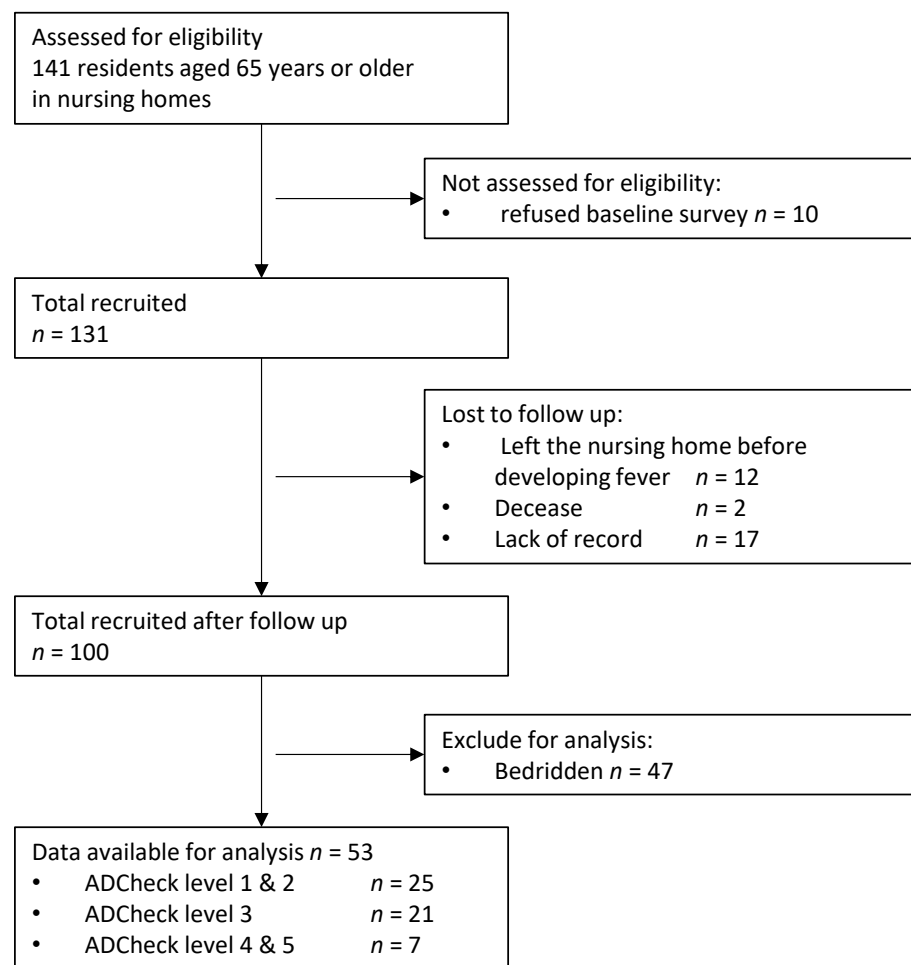 Assessed for eligibility
141 residents aged 65 years or older
in nursing homes
Not assessed for eligibility:
• refused baseline survey n = 10
Total recruited
n = 131
Lost to follow up:
• Left the nursing home before
developing fever n = 12
• Decease n = 2
• Lack of record n = 17
Total recruited after follow up
n = 100
Exclude for analysis:
• Bedridden n = 47
Data available for analysis n = 53
• ADCheck level 1 & 2 n = 25
• ADCheck level 3 n = 21
• ADCheck level 4 & 5 n = 7